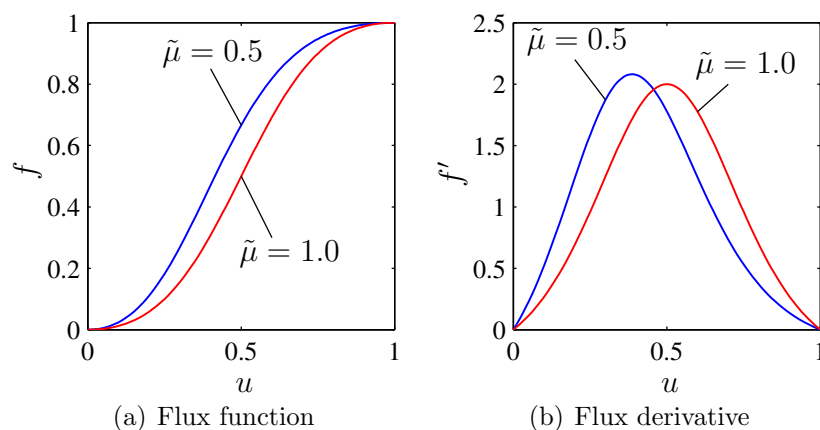 1
0.8
0.6
0.4
0.2
0
0
0.5
1
f
u
μ̃ = 0.5
μ̃ = 1.0
(a) Flux function
2.5
2
1.5
1
0.5
0
0
0.5
1
f′
u
μ̃ = 0.5
μ̃ = 1.0
(b) Flux derivative